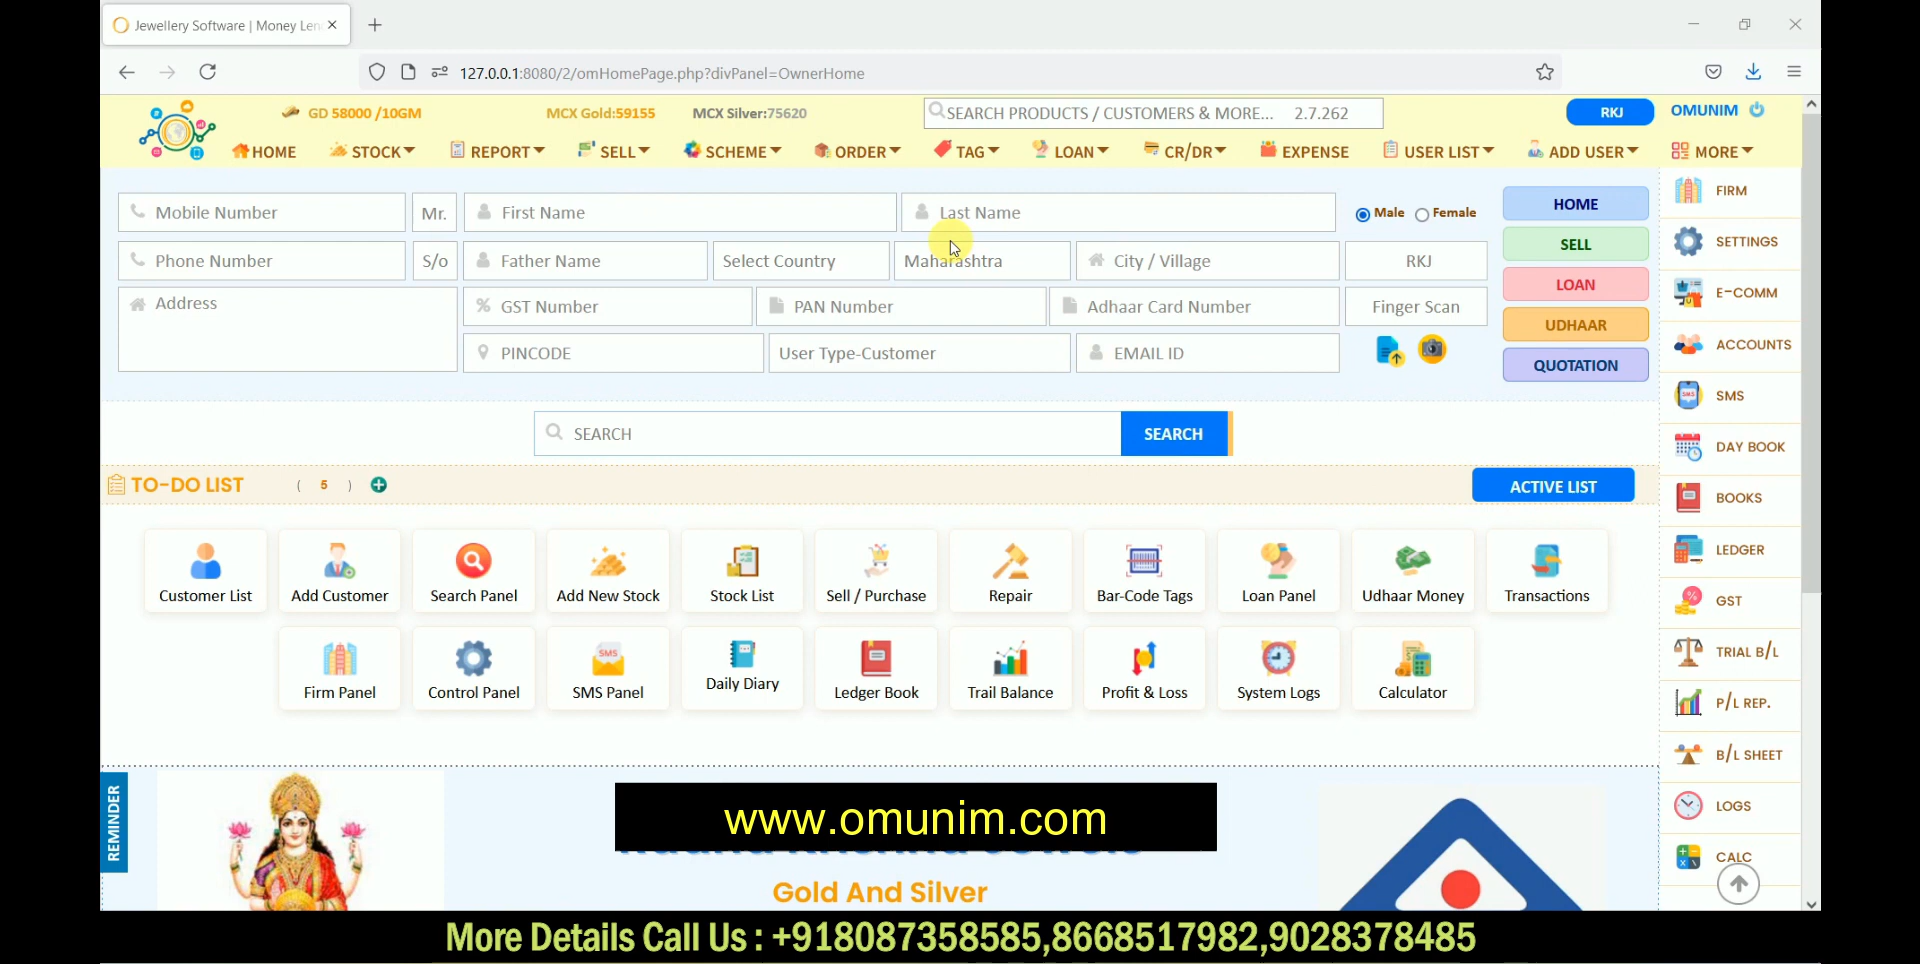 Jewellery Software | Money Len
127.0.0.1:8080/2/omHomePage.php?divPanel=OwnerHome
GD 58000 /10GM
MCX Gold:59155
MCX Silver:75620
SEARCH PRODUCTS / CUSTOMERS & MORE... 2.7.262
RKJ
OMUNIM
HOME
STOCK
REPORT
SELL
SCHEME
ORDER
TAG
LOAN
CR/DR
EXPENSE
USER LIST
ADD USER
MORE
Mobile Number
Mr.
First Name
Last Name
Male
Female
Phone Number
S/o
Father Name
Select Country
Maharashtra
City / Village
RKJ
Address
GST Number
PAN Number
Adhaar Card Number
Finger Scan
PINCODE
User Type-Customer
EMAIL ID
HOME
SELL
LOAN
UDHAAR
QUOTATION
SEARCH
SEARCH
TO-DO LIST ( 5 )
ACTIVE LIST
Customer List
Add Customer
Search Panel
Add New Stock
Stock List
Sell / Purchase
Repair
Bar-Code Tags
Loan Panel
Udhaar Money
Transactions
Firm Panel
Control Panel
SMS
SMS Panel
Daily Diary
Ledger Book
Trail Balance
Profit & Loss
System Logs
Calculator
FIRM
SETTINGS
E-COMM
ACCOUNTS
SMS
DAY BOOK
BOOKS
LEDGER
GST
TRIAL B/L
P/L REP.
B/L SHEET
LOGS
CALC
REMINDER
www.omunim.com
Gold And Silver
More Details Call Us : +918087358585,8668517982,9028378485